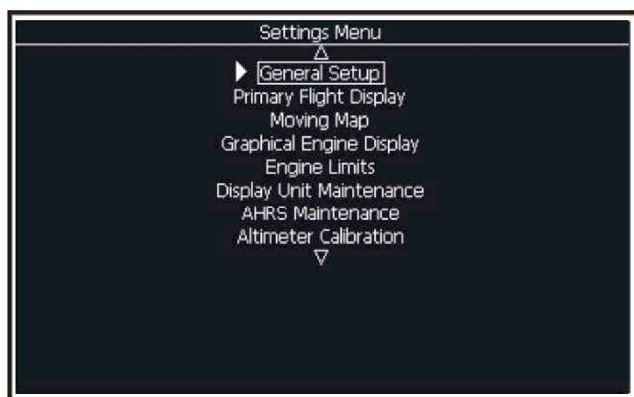 Settings Menu
General Setup
Primary Flight Display
Moving Map
Graphical Engine Display
Engine Limits
Display Unit Maintenance
AHRS Maintenance
Altimeter Calibration